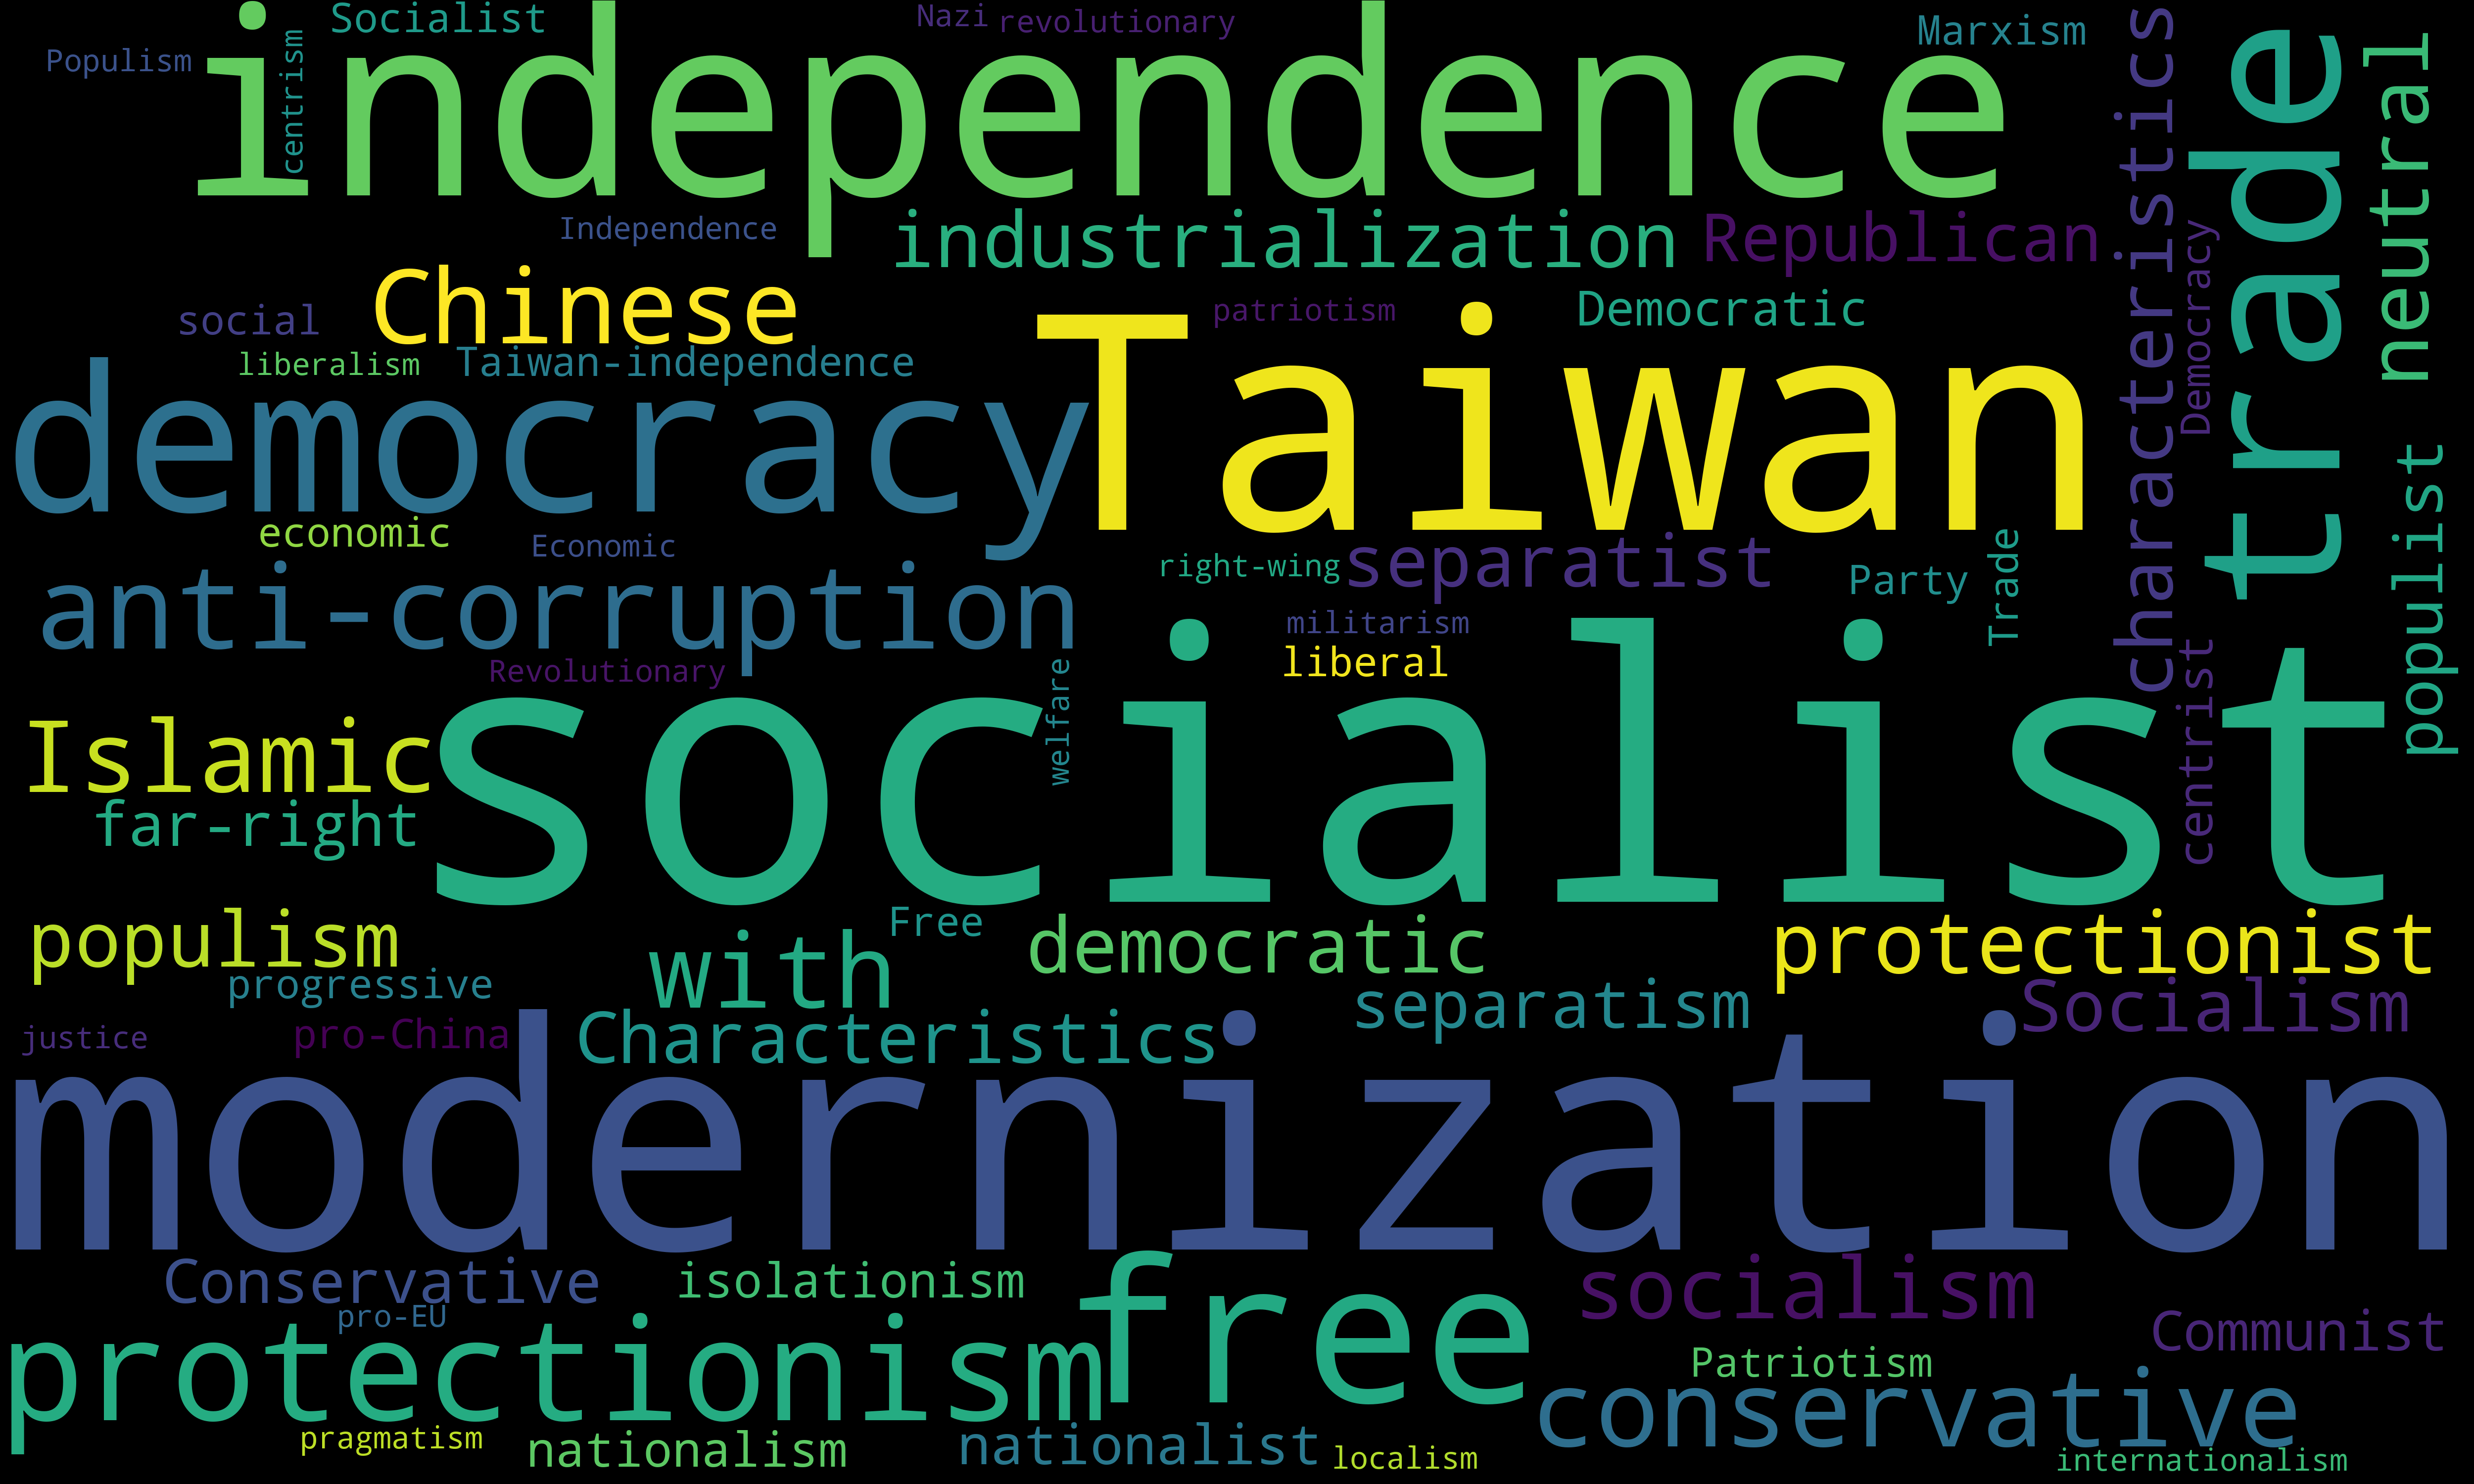 Socialist
Nazi
revolutionary
Marxism
Populism
centrism
independence
characteristics
trade
neutral
Independence
industrialization
Republican
Democracy
social
Chinese
patriotism
Democratic
liberalism
Taiwan-independence
democracy
Taiwan
populist
economic
Economic
right-wing
separatist
Party
Trade
anti-corruption
militarism
liberal
centrist
Revolutionary
welfare
Islamic
socialist
far-right
populism
with
Free
democratic
protectionist
progressive
Characteristics
separatism
Socialism
justice
pro-China
modernization
Conservative
isolationism
free
socialism
pro-EU
protectionism
Communist
Patriotism
conservative
pragmatism
nationalism
nationalist
localism
internationalism